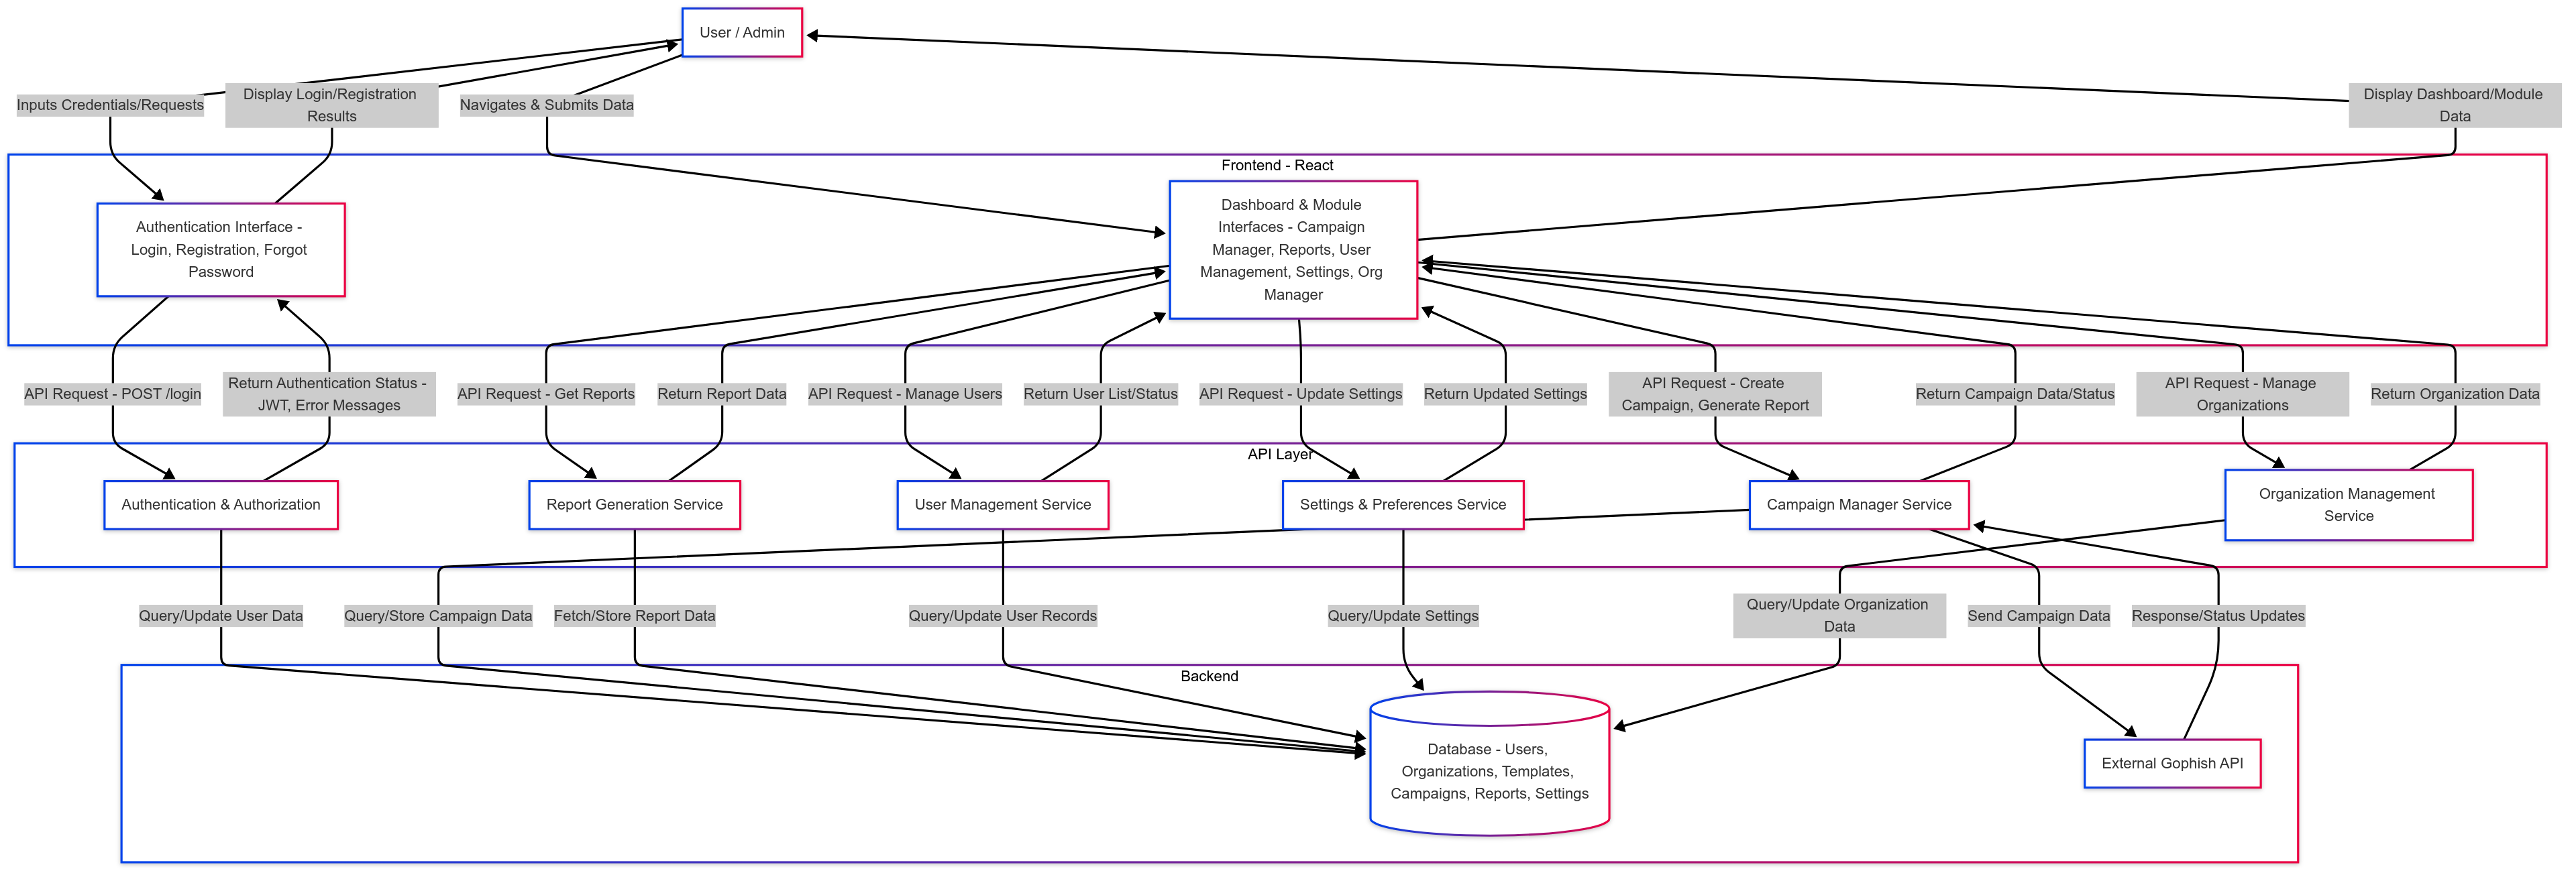 User / Admin
Inputs Credentials/Requests
Display Login/Registration
Results
Navigates & Submits Data
Display Dashboard/Module
Data
Frontend - React
Authentication Interface -
Login, Registration, Forgot
Password
Dashboard & Module
Interfaces - Campaign
Manager, Reports, User
Management, Settings, Org
Manager
API Request - POST /login
Return Authentication Status -
JWT, Error Messages
API Request - Get Reports
Return Report Data
API Request - Manage Users
Return User List/Status
API Request - Update Settings
Return Updated Settings
API Request - Create
Campaign, Generate Report
Return Campaign Data/Status
API Request - Manage
Organizations
Return Organization Data
API Layer
Authentication & Authorization
Report Generation Service
User Management Service
Settings & Preferences Service
Campaign Manager Service
Organization Management
Service
Query/Update User Data
Query/Store Campaign Data
Fetch/Store Report Data
Query/Update User Records
Query/Update Settings
Query/Update Organization
Data
Send Campaign Data
Response/Status Updates
Backend
Database - Users,
Organizations, Templates,
Campaigns, Reports, Settings
External Gophish API